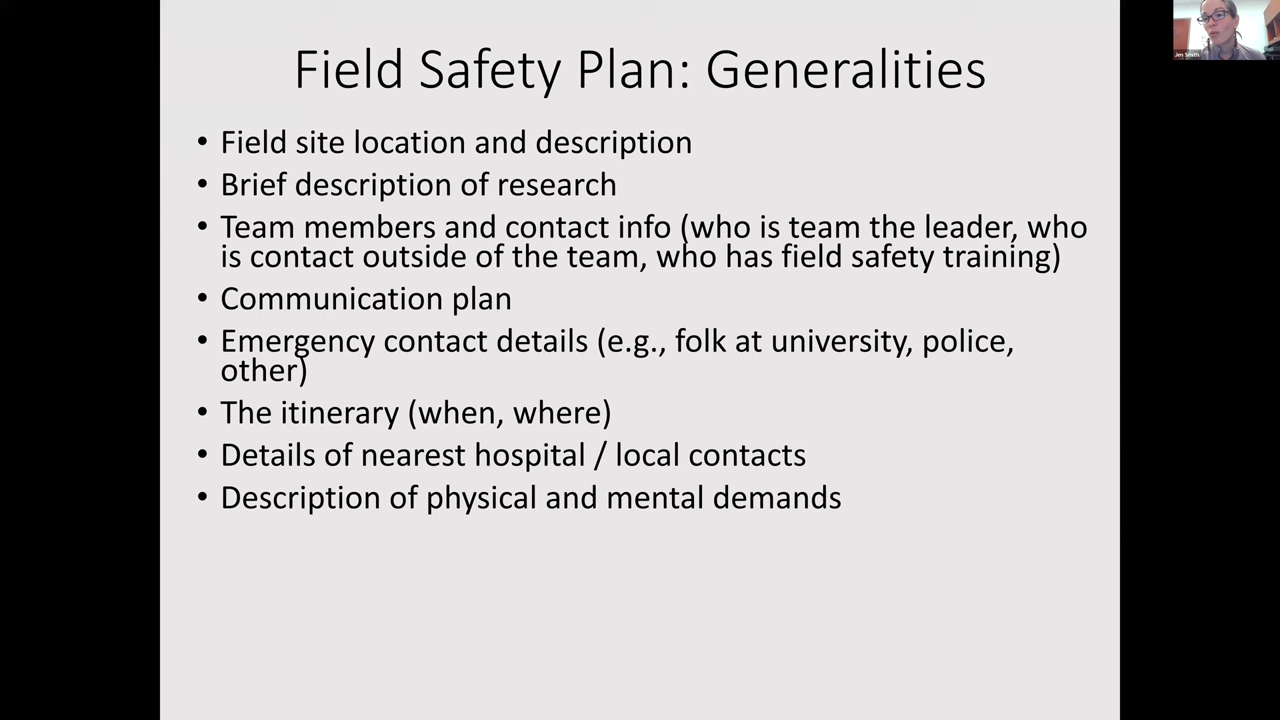 Field Safety Plan: Generalities
• Field site location and description
• Brief description of research
• Team members and contact info (who is team the leader, who
is contact outside of the team, who has field safety training)
• Communication plan
• Emergency contact details (e.g., folk at university, police,
other)
• The itinerary (when, where)
• Details of nearest hospital / local contacts
• Description of physical and mental demands
Jen Smith